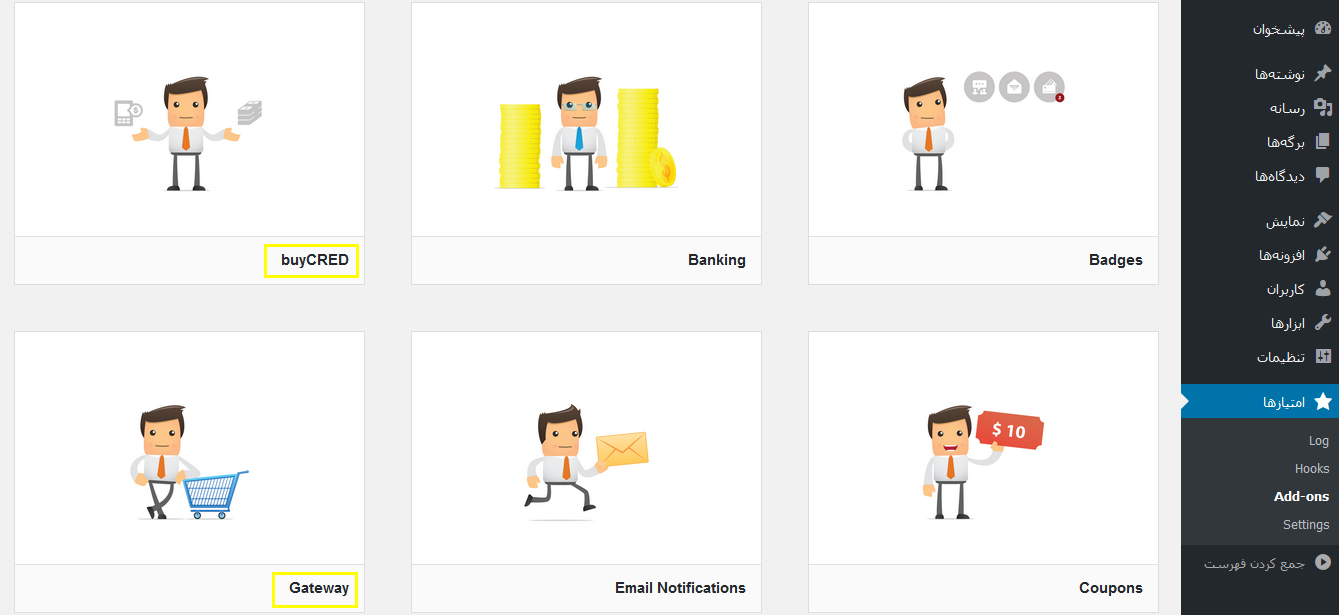 پیشخوان
نوشته‌ها
رسانه
برگه‌ها
دیدگاه‌ها
نمایش
افزونه‌ها
کاربران
ابزارها
تنظیمات
امتیازها
Log
Hooks
Add-ons
Settings
جمع کردن فهرست
Badges
Banking
buyCRED
$ 10
Coupons
Email Notifications
Gateway